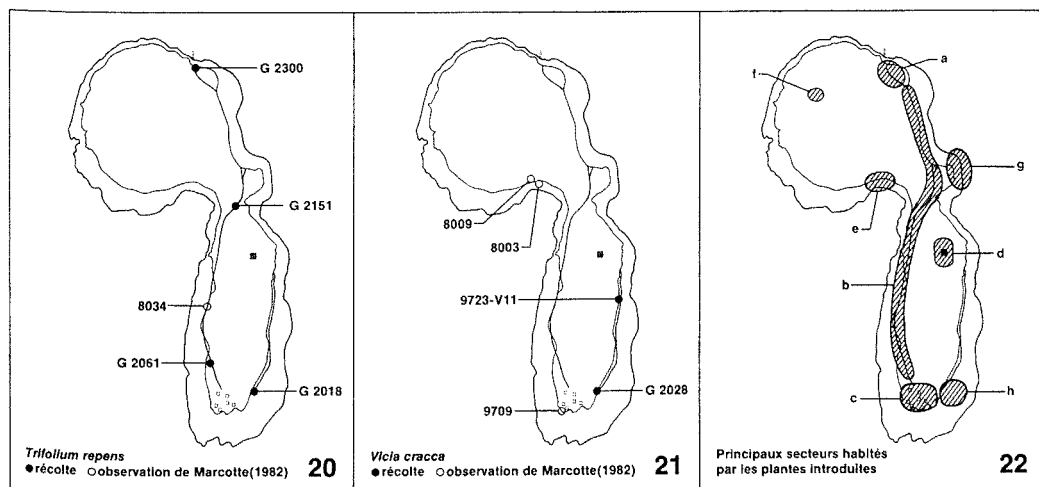 G 2300
G 2151
8034
G 2061
G 2018
Trifolium repens
●récolte ○observation de Marcotte(1982)
20
8009
8003
9723-V11
G 2028
9709
Vicia cracca
●récolte ○observation de Marcotte(1982)
21
a
f
g
e
d
b
c
h
Principaux secteurs habités
par les plantes introduites
22